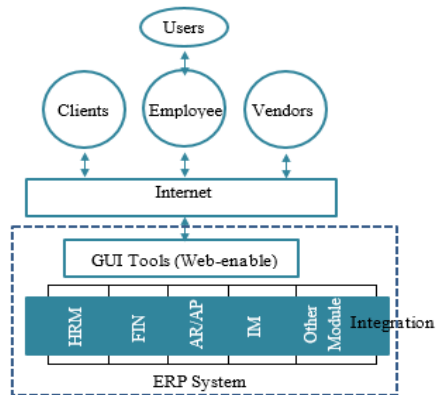 Users
Clients
Employee
Vendors
Internet
GUI Tools (Web-enable)
HRM
FIN
AR/AP
IM
Other
Module
Integration
ERP System